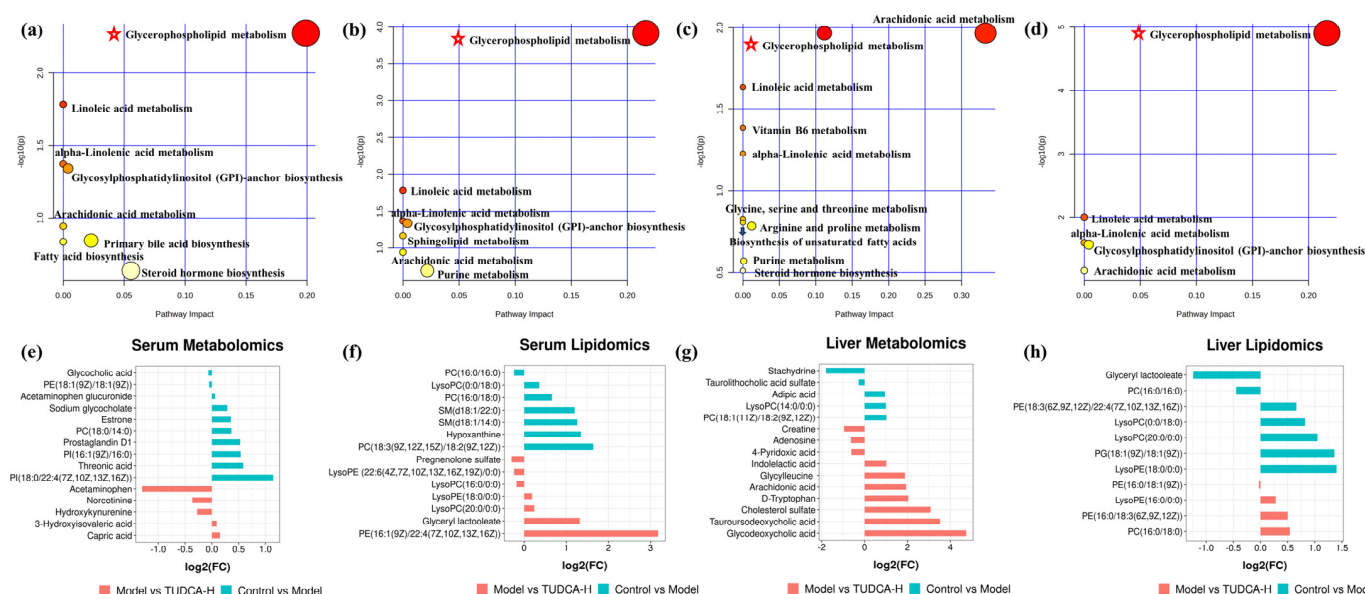 (a)
Glycerophospholipid metabolism
Linoleic acid metabolism
alpha-Linolenic acid metabolism
Glycosylphosphatidylinositol (GPI)-anchor biosynthesis
Arachidonic acid metabolism
Primary bile acid biosynthesis
Fatty acid biosynthesis
Steroid hormone biosynthesis
-log10(p)
2.0
1.5
1.0
0.00 0.05 0.10 0.15 0.20
Pathway Impact
(b)
Glycerophospholipid metabolism
Linoleic acid metabolism
alpha-Linolenic acid metabolism
Glycosylphosphatidylinositol (GPI)-anchor biosynthesis
Sphingolipid metabolism
Arachidonic acid metabolism
Purine metabolism
-log10(p)
4.0
3.5
3.0
2.5
2.0
1.5
1.0
0.00 0.05 0.10 0.15 0.20
Pathway Impact
(c)
Arachidonic acid metabolism
Glycerophospholipid metabolism
Linoleic acid metabolism
Vitamin B6 metabolism
alpha-Linolenic acid metabolism
Glycine, serine and threonine metabolism
Arginine and proline metabolism
Biosynthesis of unsaturated fatty acids
Purine metabolism
Steroid hormone biosynthesis
-log10(p)
2.0
1.5
1.0
0.5
0.00 0.05 0.10 0.15 0.20 0.25 0.30
Pathway Impact
(d)
Glycerophospholipid metabolism
Linoleic acid metabolism
alpha-Linolenic acid metabolism
Glycosylphosphatidylinositol (GPI)-anchor biosynthesis
Arachidonic acid metabolism
-log10(p)
5
4
3
2
1
0.00 0.05 0.10 0.15 0.20
Pathway Impact
(e)
Serum Metabolomics
Glycocholic acid
PE(18:1(9Z)/18:1(9Z))
Acetaminophen glucuronide
Sodium glycocholate
Estrone
PC(18:0/14:0)
Prostaglandin D1
PI(16:1(9Z)/16:0)
Threonic acid
PI(18:0/22:4(7Z,10Z,13Z,16Z))
Acetaminophen
Norcotinine
Hydroxykynurenine
3-Hydroxyisovaleric acid
Capric acid
-1.0 -0.5 0.0 0.5 1.0
log2(FC)
Model vs TUDCA-H Control vs Model
(f)
Serum Lipidomics
PC(16:0/16:0)
LysoPC(0:0/18:0)
PC(16:0/18:0)
SM(d18:1/22:0)
SM(d18:1/14:0)
Hypoxanthine
PC(18:3(9Z,12Z,15Z)/18:2(9Z,12Z))
Pregnenolone sulfate
LysoPE (22:6(4Z,7Z,10Z,13Z,16Z,19Z)/0:0)
LysoPC(16:0/0:0)
LysoPE(18:0/0:0)
LysoPC(20:0/0:0)
Glyceryl lactooleate
PE(16:1(9Z)/22:4(7Z,10Z,13Z,16Z))
0 1 2 3
log2(FC)
Model vs TUDCA-H Control vs Model
(g)
Liver Metabolomics
Stachydrine
Taurolithocholic acid sulfate
Adipic acid
LysoPC(14:0/0:0)
PC(18:1(11Z)/18:2(9Z,12Z))
Creatine
Adenosine
4-Pyridoxic acid
Indolelactic acid
Glycylleucine
Arachidonic acid
D-Tryptophan
Cholesterol sulfate
Tauroursodeoxycholic acid
Glycodeoxycholic acid
-2 0 2 4
log2(FC)
Model vs TUDCA-H Control vs Model
(h)
Liver Lipidomics
Glyceryl lactooleate
PC(16:0/16:0)
PE(18:3(6Z,9Z,12Z)/22:4(7Z,10Z,13Z,16Z))
LysoPC(0:0/18:0)
LysoPC(20:0/0:0)
PG(18:1(9Z)/18:1(9Z))
LysoPE(18:0/0:0)
PE(16:0/18:1(9Z))
LysoPE(16:0/0:0)
PE(16:0/18:3(6Z,9Z,12Z))
PC(16:0/18:0)
-1.0 -0.5 0.0 0.5 1.0
log2(FC)
Model vs TUDCA-H Control vs Model